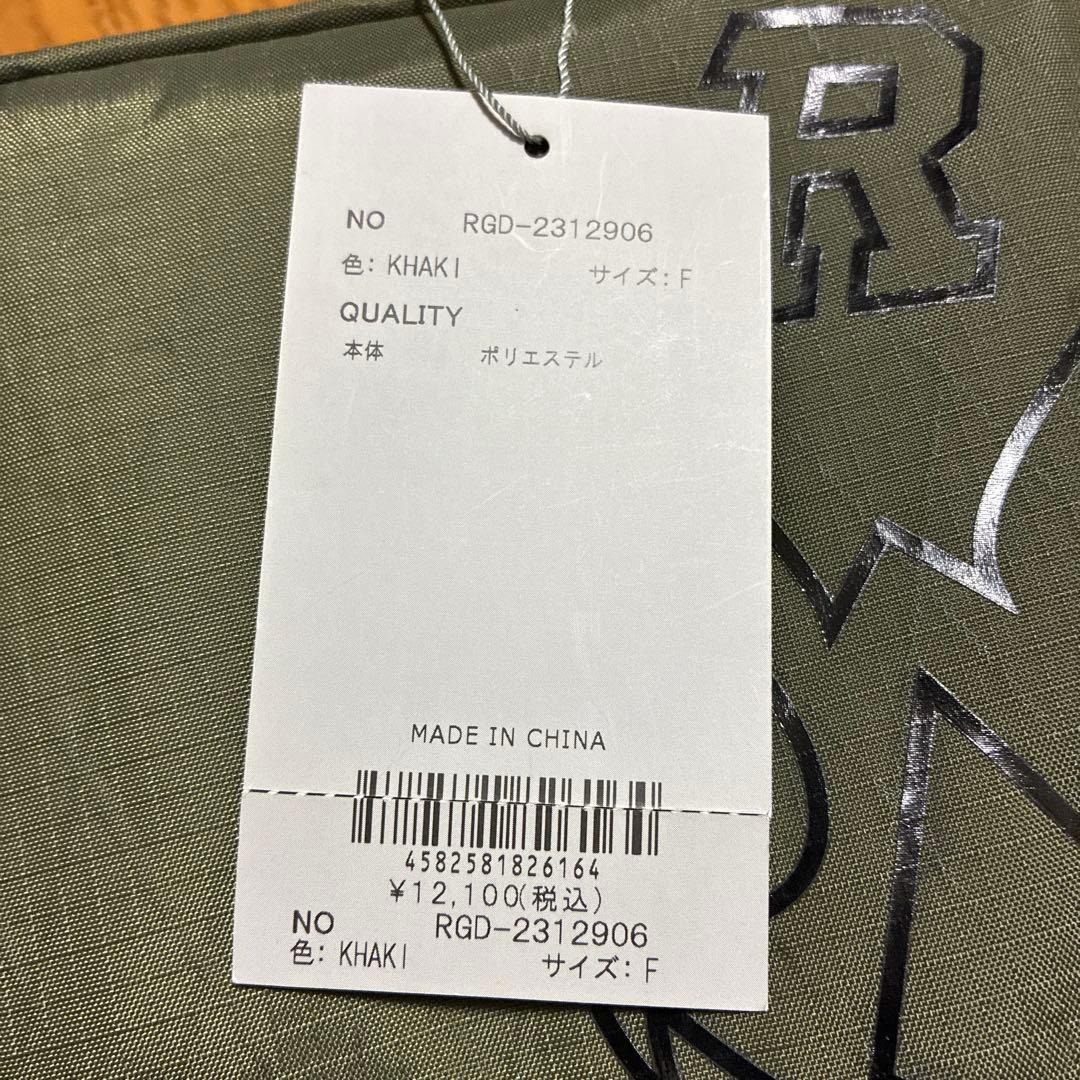 R
NO RGD-2312906
色: KHAKI サイズ: F
QUALITY
本体 ポリエステル
MADE IN CHINA
4582581826164
¥12,100(税込)
NO RGD-2312906
色: KHAKI サイズ: F